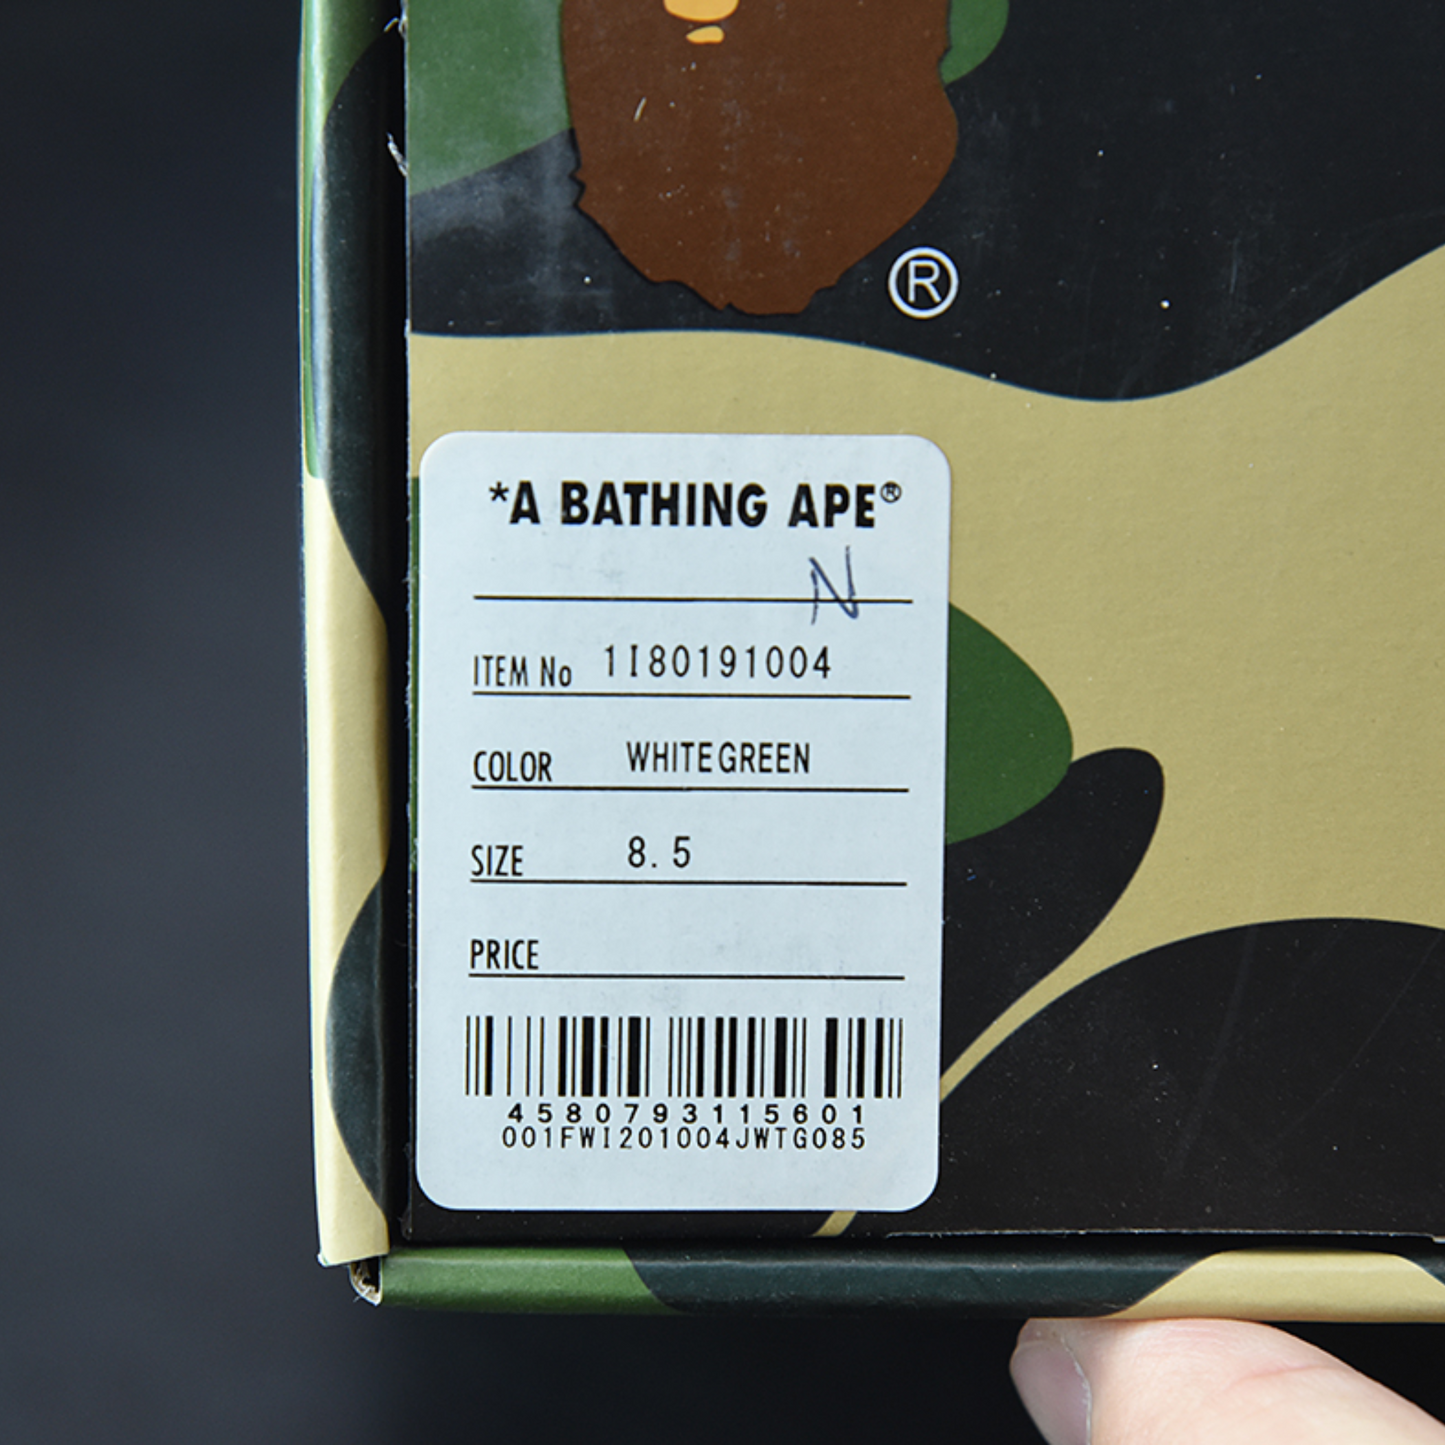 ®
*A BATHING APE®
N
ITEM No 1I80191004
COLOR WHITEGREEN
SIZE 8.5
PRICE
4580793115601
001FWI201004JWTG085